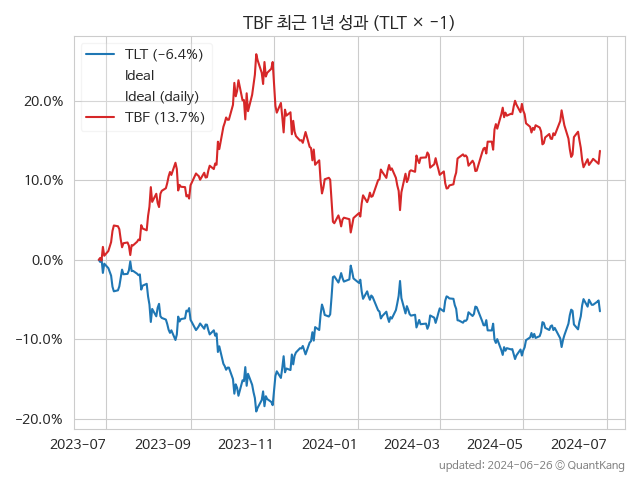 TBF 최근 1년 성과 (TLT × -1)
TLT (-6.4%)
Ideal
Ideal (daily)
TBF (13.7%)
20.0%
10.0%
0.0%
-10.0%
-20.0%
2023-07 2023-09 2023-11 2024-01 2024-03 2024-05 2024-07
updated: 2024-06-26 © QuantKang